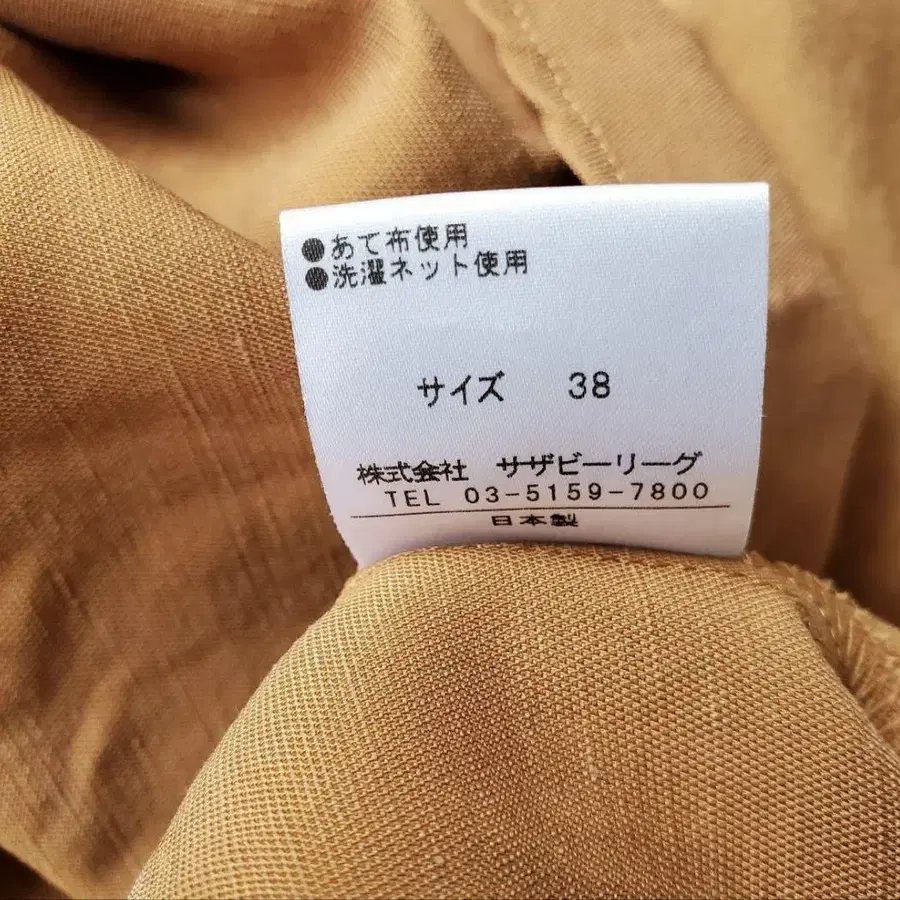 ●あて布使用
●洗濯ネット使用
サイズ 38
株式会社 サザビーリーグ
TEL 03-5159-7800
日本製